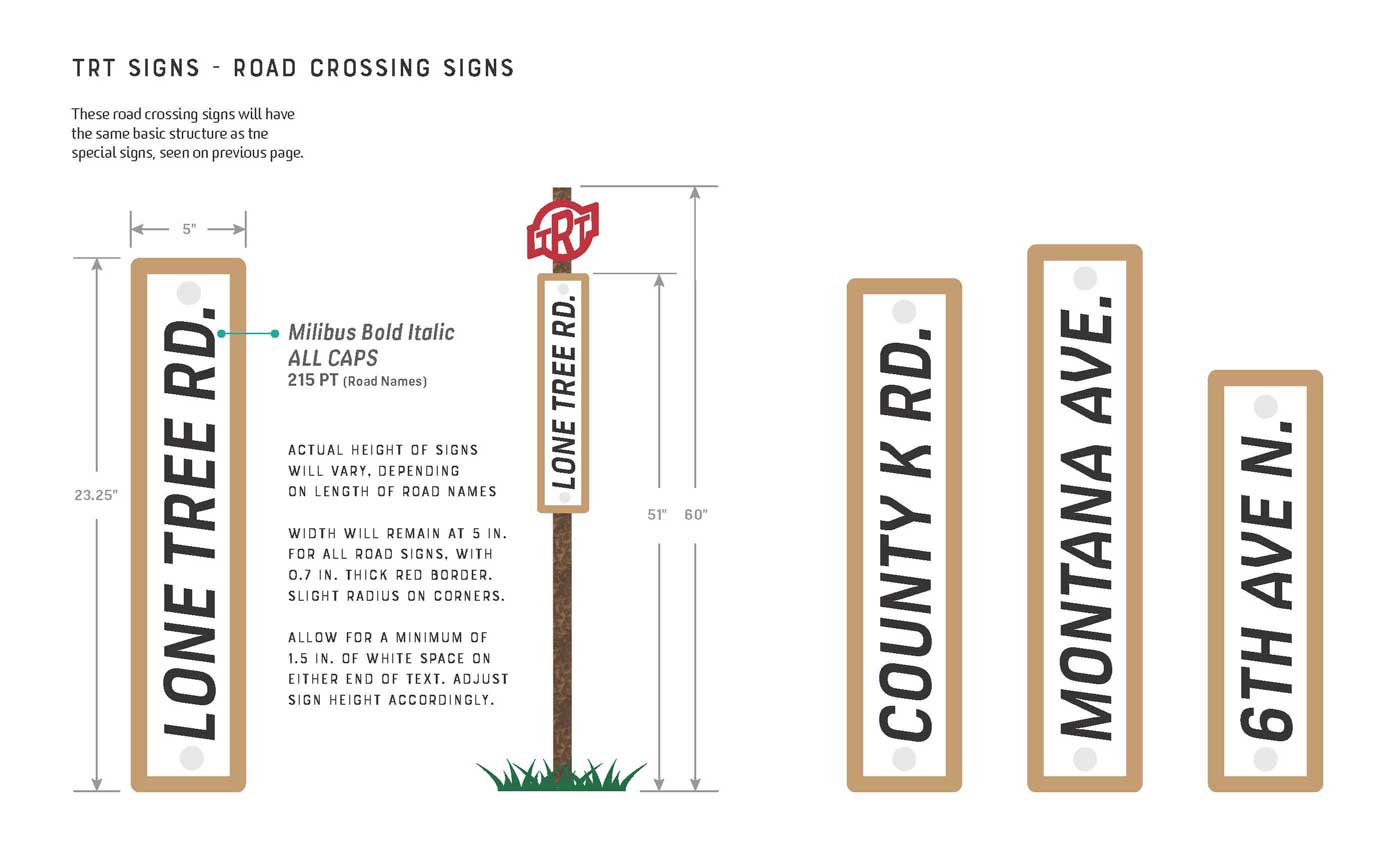 TRT SIGNS - ROAD CROSSING SIGNS
These road crossing signs will have
the same basic structure as tne
special signs, seen on previous page.
5"
23.25"
LONE TREE RD.
Milibus Bold Italic
ALL CAPS
215 PT (Road Names)
ACTUAL HEIGHT OF SIGNS
WILL VARY, DEPENDING
ON LENGTH OF ROAD NAMES
WIDTH WILL REMAIN AT 5 IN.
FOR ALL ROAD SIGNS, WITH
0.7 IN. THICK RED BORDER.
SLIGHT RADIUS ON CORNERS.
ALLOW FOR A MINIMUM OF
1.5 IN. OF WHITE SPACE ON
EITHER END OF TEXT. ADJUST
SIGN HEIGHT ACCORDINGLY.
TRT
LONE TREE RD.
51"
60"
COUNTY K RD.
MONTANA AVE.
6TH AVE N.